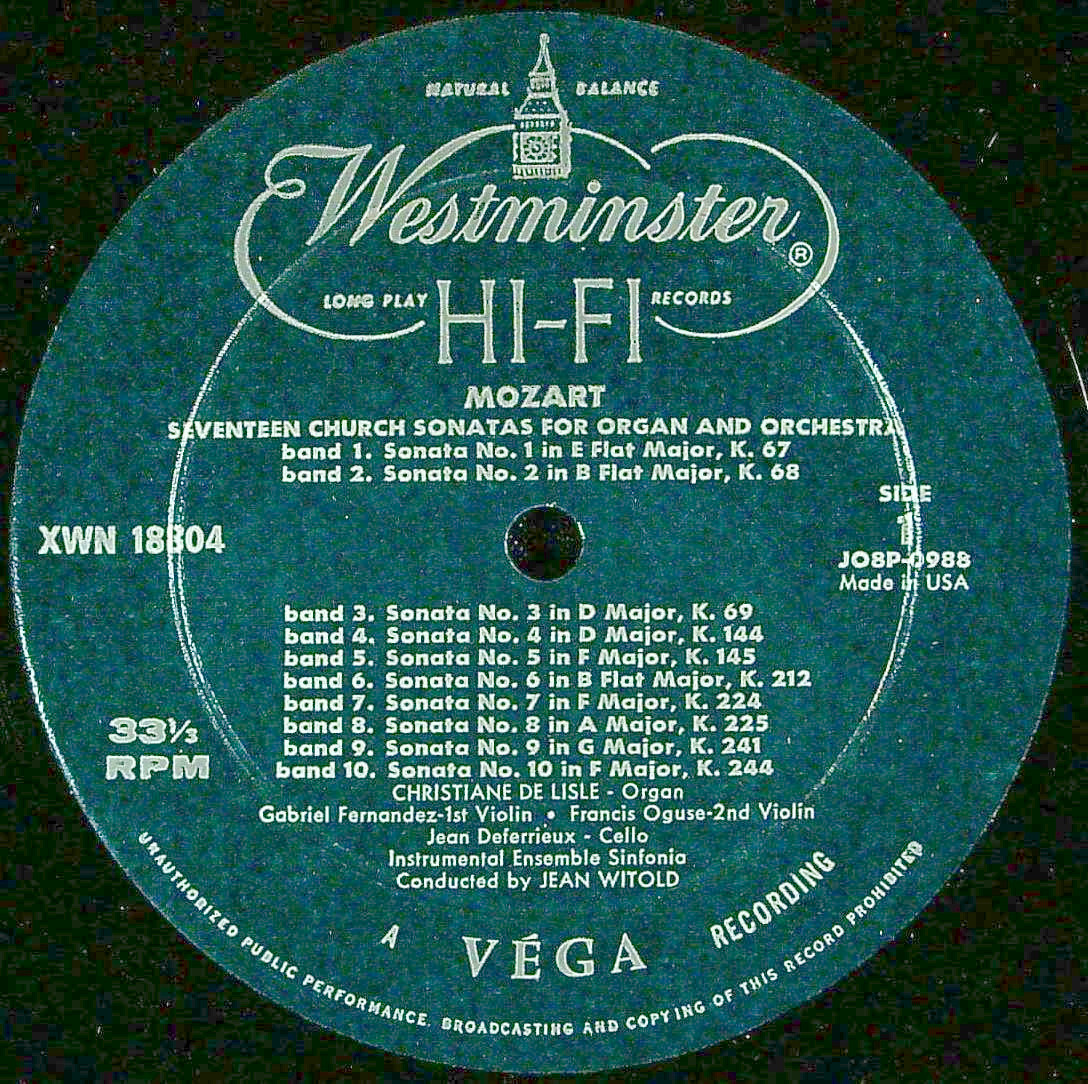 NATURAL BALANCE
Westminster ®
LONG PLAY HI-FI RECORDS
MOZART
SEVENTEEN CHURCH SONATAS FOR ORGAN AND ORCHESTRA
band 1. Sonata No. 1 in E Flat Major, K. 67
band 2. Sonata No. 2 in B Flat Major, K. 68
SIDE
1
XWN 18804
JO8P-0988
Made in USA
band 3. Sonata No. 3 in D Major, K. 69
band 4. Sonata No. 4 in D Major, K. 144
band 5. Sonata No. 5 in F Major, K. 145
band 6. Sonata No. 6 in B Flat Major, K. 212
band 7. Sonata No. 7 in F Major, K. 224
band 8. Sonata No. 8 in A Major, K. 225
band 9. Sonata No. 9 in G Major, K. 241
band 10. Sonata No. 10 in F Major, K. 244
33⅓
RPM
CHRISTIANE DE LISLE - Organ
Gabriel Fernandez-1st Violin • Francis Oguse-2nd Violin
Jean Deferrieux - Cello
Instrumental Ensemble Sinfonia
Conducted by JEAN WITOLD
A VÉGA RECORDING
UNAUTHORIZED PUBLIC PERFORMANCE. BROADCASTING AND COPYING OF THIS RECORD PROHIBITED